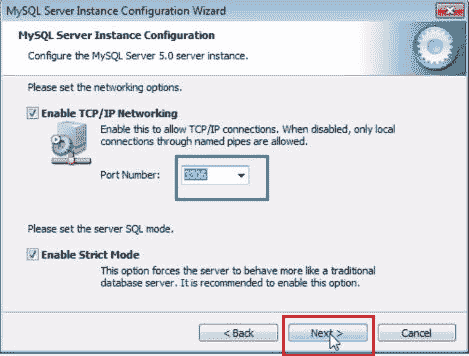 MySQL Server Instance Configuration Wizard
MySQL Server Instance Configuration
Configure the MySQL Server 5.0 server instance.
Please set the networking options.
Enable TCP/IP Networking
Enable this to allow TCP/IP connections. When disabled, only local
connections through named pipes are allowed.
Port Number: 3306
Please set the server SQL mode.
Enable Strict Mode
This option forces the server to behave more like a traditional
database server. It is recommended to enable this option.
< Back Next > Cancel